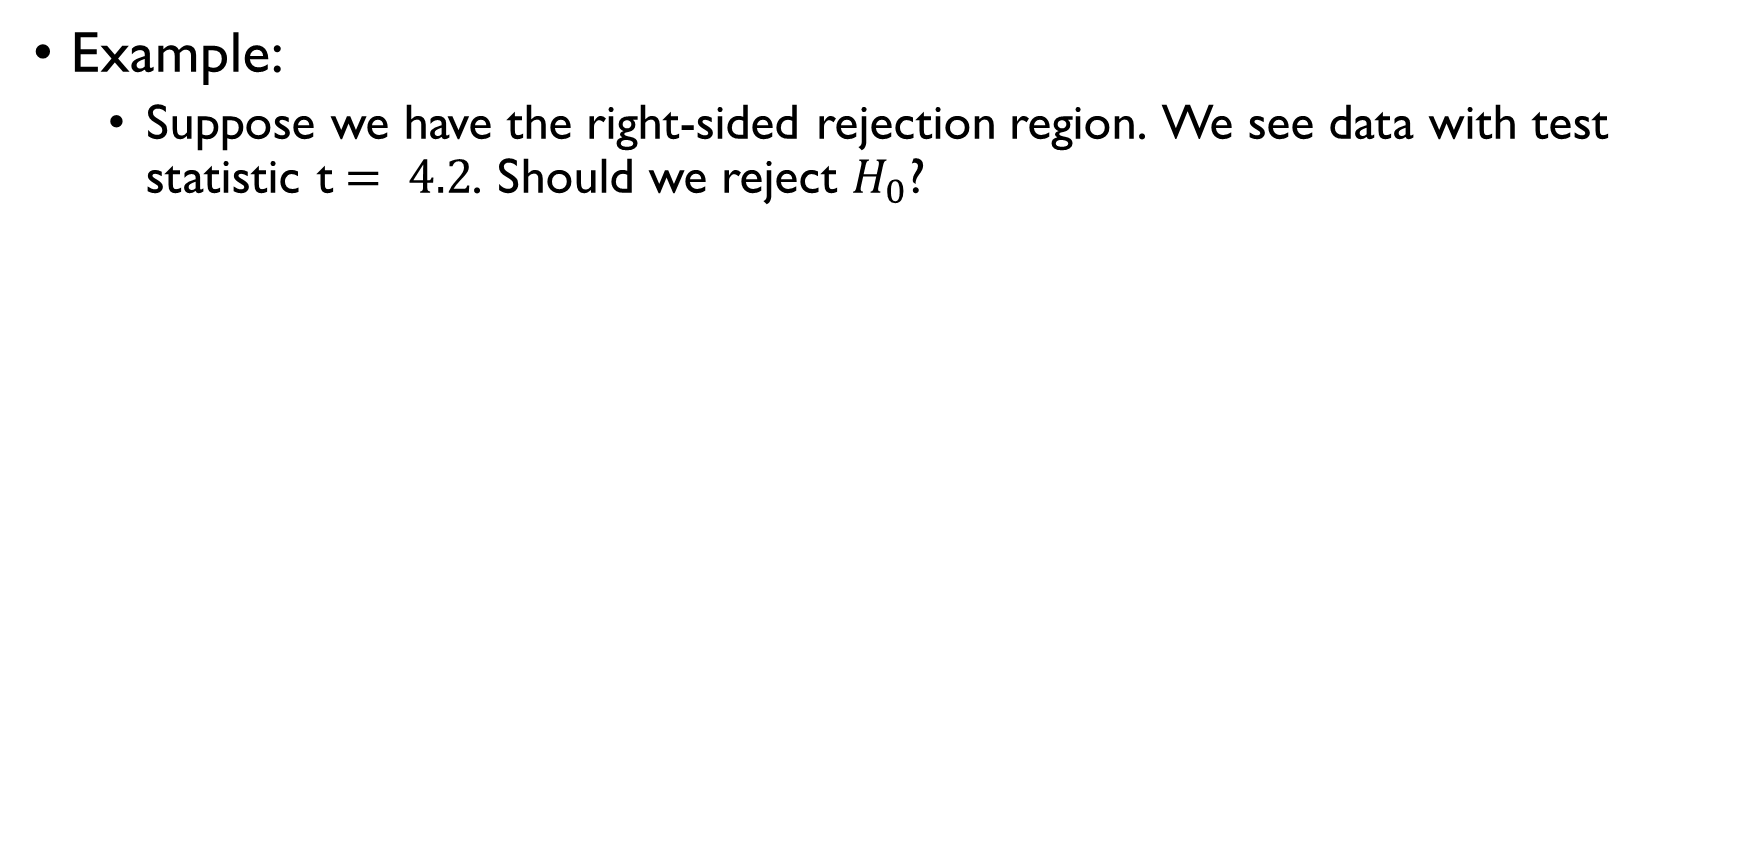 • Example:
• Suppose we have the right-sided rejection region. We see data with test
statistic t = 4.2. Should we reject H₀?